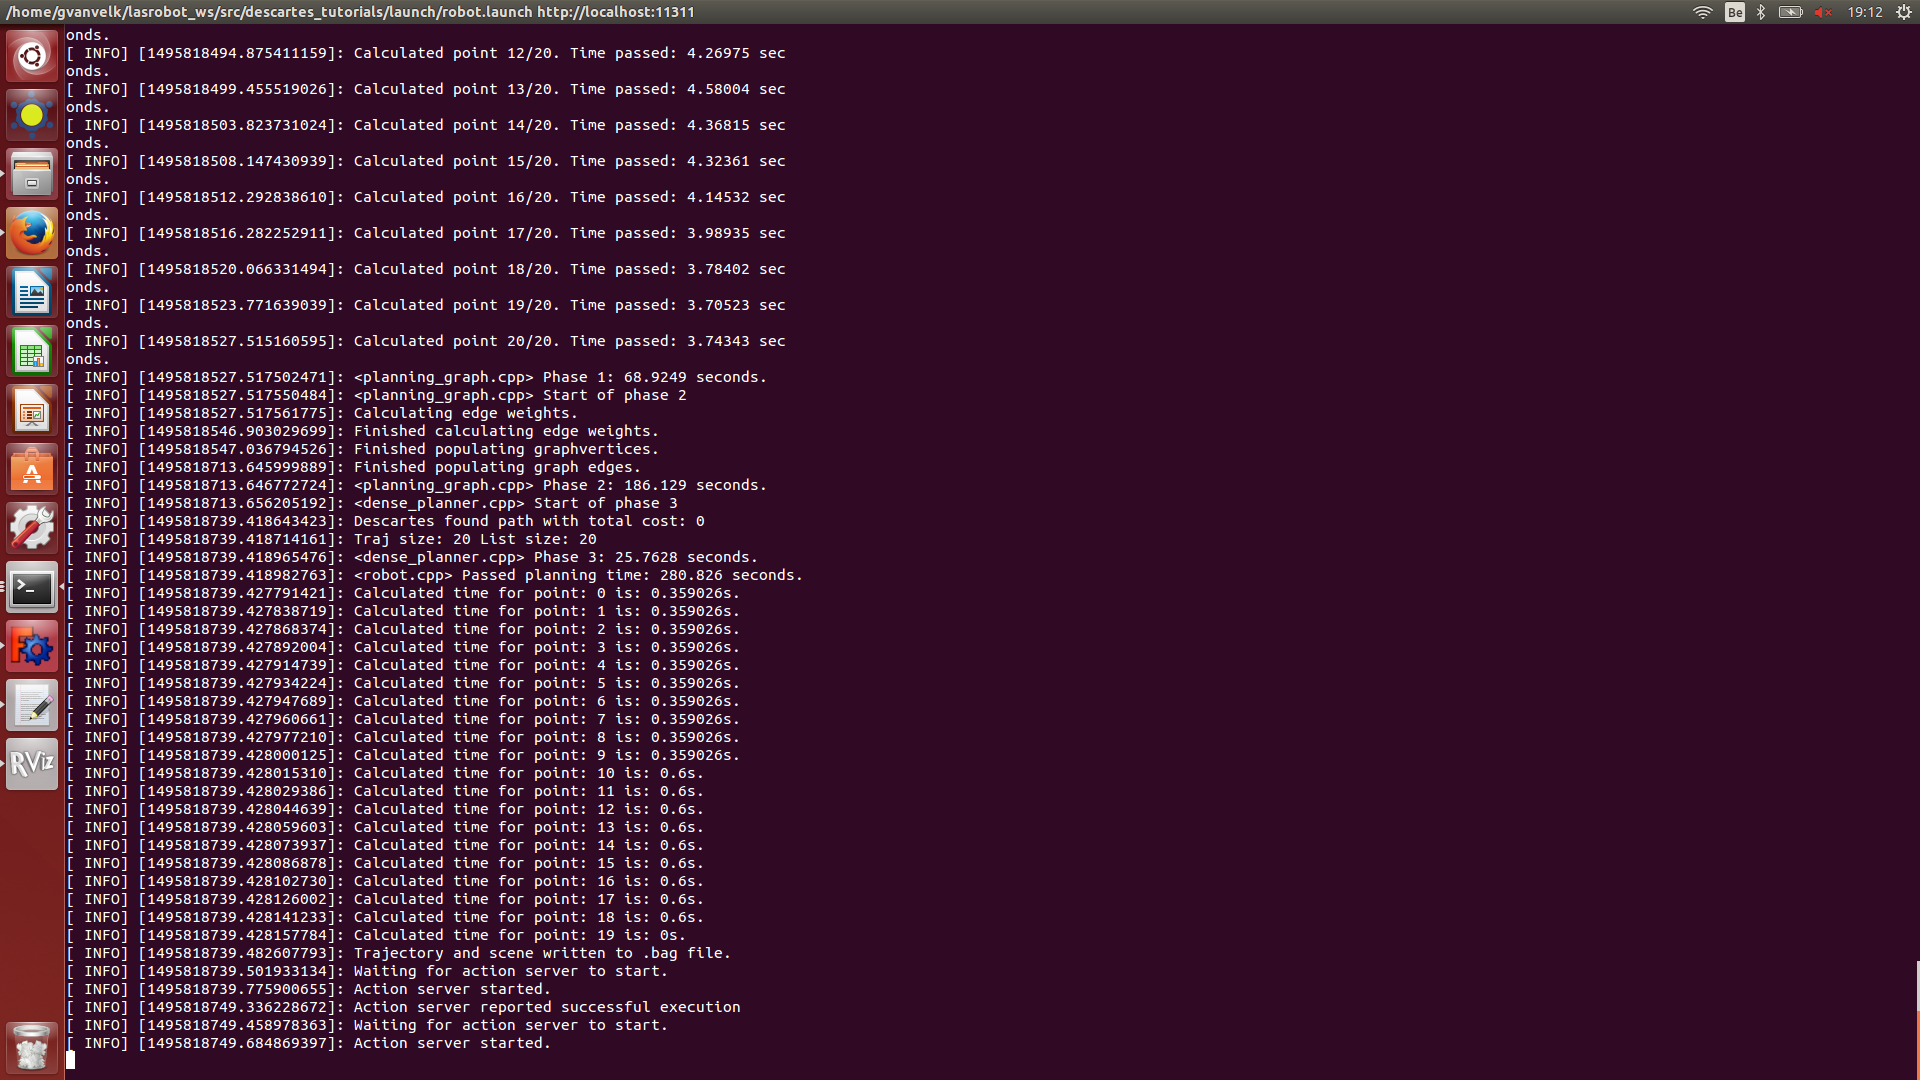 /home/gvanvelk/lasrobot_ws/src/descartes_tutorials/launch/robot.launch http://localhost:11311 Be 19:12
onds.
[ INFO] [1495818494.875411159]: Calculated point 12/20. Time passed: 4.26975 sec
onds.
[ INFO] [1495818499.455519026]: Calculated point 13/20. Time passed: 4.58004 sec
onds.
[ INFO] [1495818503.823731024]: Calculated point 14/20. Time passed: 4.36815 sec
onds.
[ INFO] [1495818508.147430939]: Calculated point 15/20. Time passed: 4.32361 sec
onds.
[ INFO] [1495818512.292838610]: Calculated point 16/20. Time passed: 4.14532 sec
onds.
[ INFO] [1495818516.282252911]: Calculated point 17/20. Time passed: 3.98935 sec
onds.
[ INFO] [1495818520.066331494]: Calculated point 18/20. Time passed: 3.78402 sec
onds.
[ INFO] [1495818523.771639039]: Calculated point 19/20. Time passed: 3.70523 sec
onds.
[ INFO] [1495818527.515160595]: Calculated point 20/20. Time passed: 3.74343 sec
onds.
[ INFO] [1495818527.517502471]: <planning_graph.cpp> Phase 1: 68.9249 seconds.
[ INFO] [1495818527.517550484]: <planning_graph.cpp> Start of phase 2
[ INFO] [1495818527.517561775]: Calculating edge weights.
[ INFO] [1495818546.903029699]: Finished calculating edge weights.
[ INFO] [1495818547.036794526]: Finished populating graphvertices.
[ INFO] [1495818713.645999889]: Finished populating graph edges.
[ INFO] [1495818713.646772724]: <planning_graph.cpp> Phase 2: 186.129 seconds.
[ INFO] [1495818713.656205192]: <dense_planner.cpp> Start of phase 3
[ INFO] [1495818739.418643423]: Descartes found path with total cost: 0
[ INFO] [1495818739.418714161]: Traj size: 20 List size: 20
[ INFO] [1495818739.418965476]: <dense_planner.cpp> Phase 3: 25.7628 seconds.
[ INFO] [1495818739.418982763]: <robot.cpp> Passed planning time: 280.826 seconds.
[ INFO] [1495818739.427791421]: Calculated time for point: 0 is: 0.359026s.
[ INFO] [1495818739.427838719]: Calculated time for point: 1 is: 0.359026s.
[ INFO] [1495818739.427868374]: Calculated time for point: 2 is: 0.359026s.
[ INFO] [1495818739.427892004]: Calculated time for point: 3 is: 0.359026s.
[ INFO] [1495818739.427914739]: Calculated time for point: 4 is: 0.359026s.
[ INFO] [1495818739.427934224]: Calculated time for point: 5 is: 0.359026s.
[ INFO] [1495818739.427947689]: Calculated time for point: 6 is: 0.359026s.
[ INFO] [1495818739.427960661]: Calculated time for point: 7 is: 0.359026s.
[ INFO] [1495818739.427977210]: Calculated time for point: 8 is: 0.359026s.
[ INFO] [1495818739.428000125]: Calculated time for point: 9 is: 0.359026s.
[ INFO] [1495818739.428015310]: Calculated time for point: 10 is: 0.6s.
[ INFO] [1495818739.428029386]: Calculated time for point: 11 is: 0.6s.
[ INFO] [1495818739.428044639]: Calculated time for point: 12 is: 0.6s.
[ INFO] [1495818739.428059603]: Calculated time for point: 13 is: 0.6s.
[ INFO] [1495818739.428073937]: Calculated time for point: 14 is: 0.6s.
[ INFO] [1495818739.428086878]: Calculated time for point: 15 is: 0.6s.
[ INFO] [1495818739.428102730]: Calculated time for point: 16 is: 0.6s.
[ INFO] [1495818739.428126002]: Calculated time for point: 17 is: 0.6s.
[ INFO] [1495818739.428141233]: Calculated time for point: 18 is: 0.6s.
[ INFO] [1495818739.428157784]: Calculated time for point: 19 is: 0s.
[ INFO] [1495818739.482607793]: Trajectory and scene written to .bag file.
[ INFO] [1495818739.501933134]: Waiting for action server to start.
[ INFO] [1495818739.775900655]: Action server started.
[ INFO] [1495818749.336228672]: Action server reported successful execution
[ INFO] [1495818749.458978363]: Waiting for action server to start.
[ INFO] [1495818749.684869397]: Action server started.
RViz